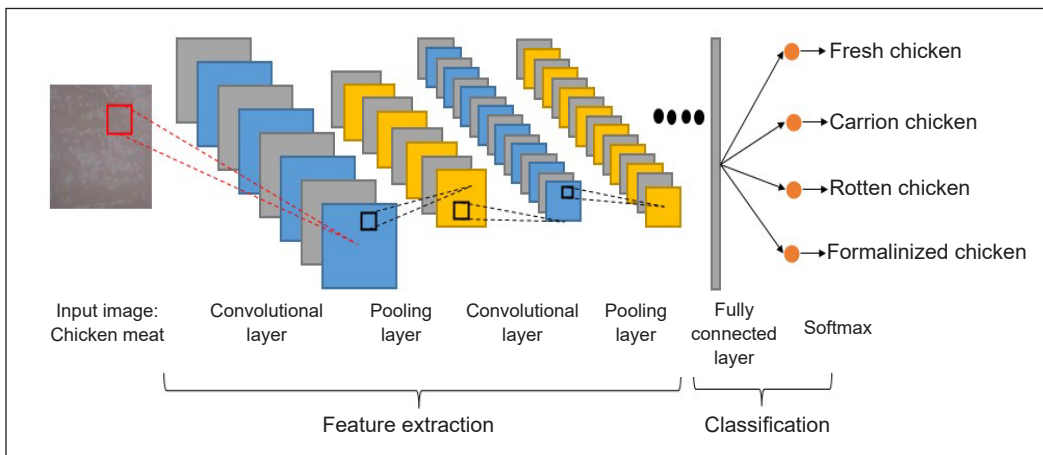 Fresh chicken
Carrion chicken
Rotten chicken
Formalinized chicken
Input image:
Chicken meat
Convolutional
layer
Pooling
layer
Convolutional
layer
Pooling
layer
Fully
connected
layer
Softmax
Feature extraction
Classification